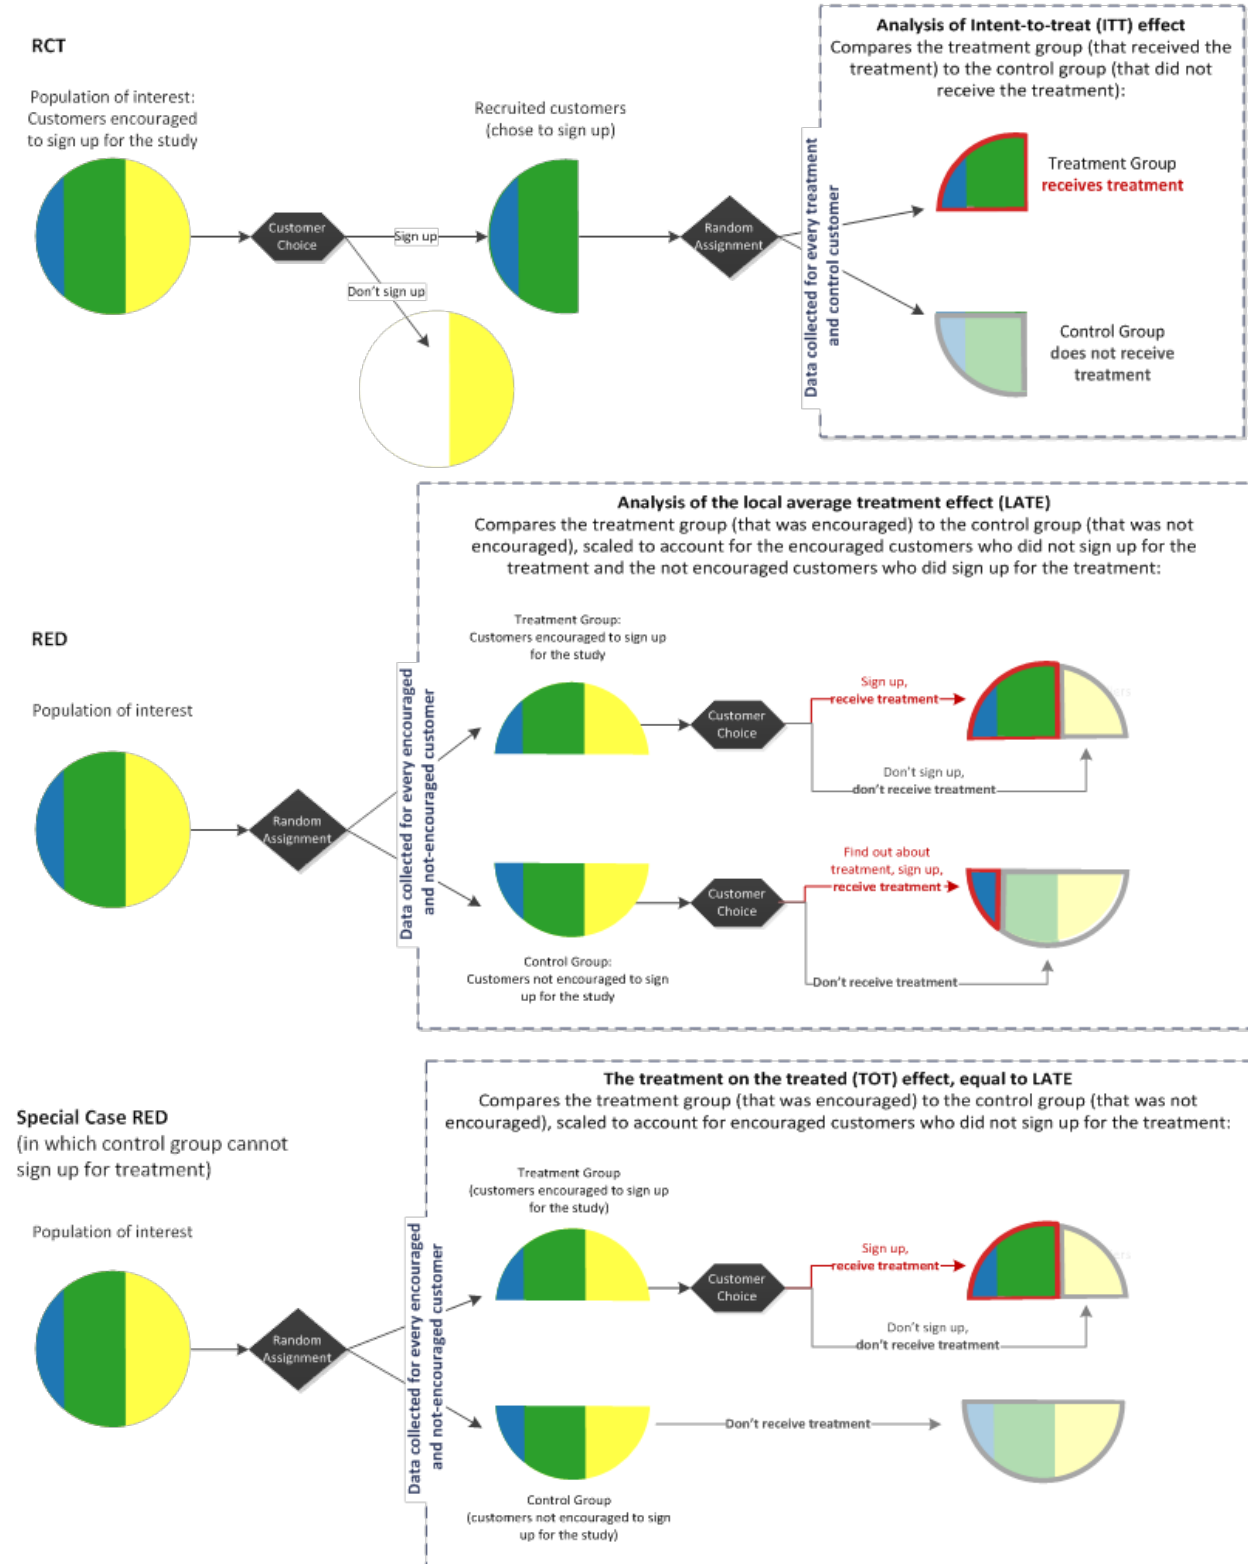 RCT
Population of interest:
Customers encouraged
to sign up for the study
Customer
Choice
Sign up
Don't sign up
Recruited customers
(chose to sign up)
Random
Assignment
Data collected for every treatment
and control customer
Analysis of Intent-to-treat (ITT) effect
Compares the treatment group (that received the
treatment) to the control group (that did not
receive the treatment):
Treatment Group
receives treatment
Control Group
does not receive
treatment
RED
Population of interest
Random
Assignment
Data collected for every encouraged
and not-encouraged customer
Analysis of the local average treatment effect (LATE)
Compares the treatment group (that was encouraged) to the control group (that was not
encouraged), scaled to account for the encouraged customers who did not sign up for the
treatment and the not encouraged customers who did sign up for the treatment:
Treatment Group:
Customers encouraged to sign up
for the study
Customer
Choice
Sign up,
receive treatment
Don't sign up,
don't receive treatment
Control Group:
Customers not encouraged to sign
up for the study
Customer
Choice
Find out about
treatment, sign up,
receive treatment
Don't receive treatment
Special Case RED
(in which control group cannot
sign up for treatment)
Population of interest
Random
Assignment
Data collected for every encouraged
and not-encouraged customer
The treatment on the treated (TOT) effect, equal to LATE
Compares the treatment group (that was encouraged) to the control group (that was not
encouraged), scaled to account for encouraged customers who did not sign up for the treatment:
Treatment Group
(customers encouraged to sign up
for the study)
Customer
Choice
Sign up,
receive treatment
Don't sign up,
don't receive treatment
Don't receive treatment
Control Group
(customers not encouraged to sign
up for the study)